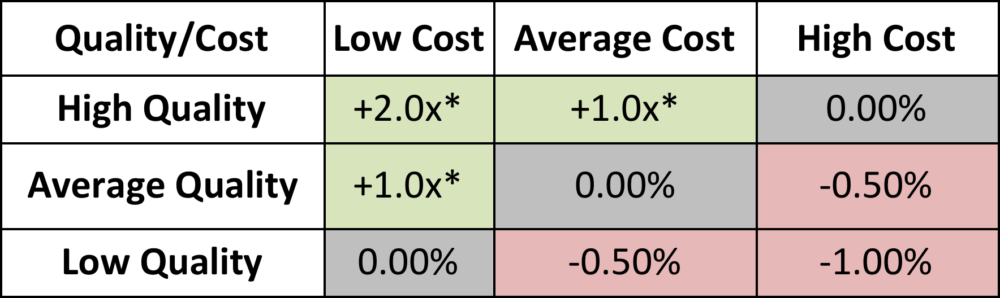 Quality/Cost Low Cost Average Cost High Cost
High Quality +2.0x* +1.0x* 0.00%
Average Quality +1.0x* 0.00% -0.50%
Low Quality 0.00% -0.50% -1.00%